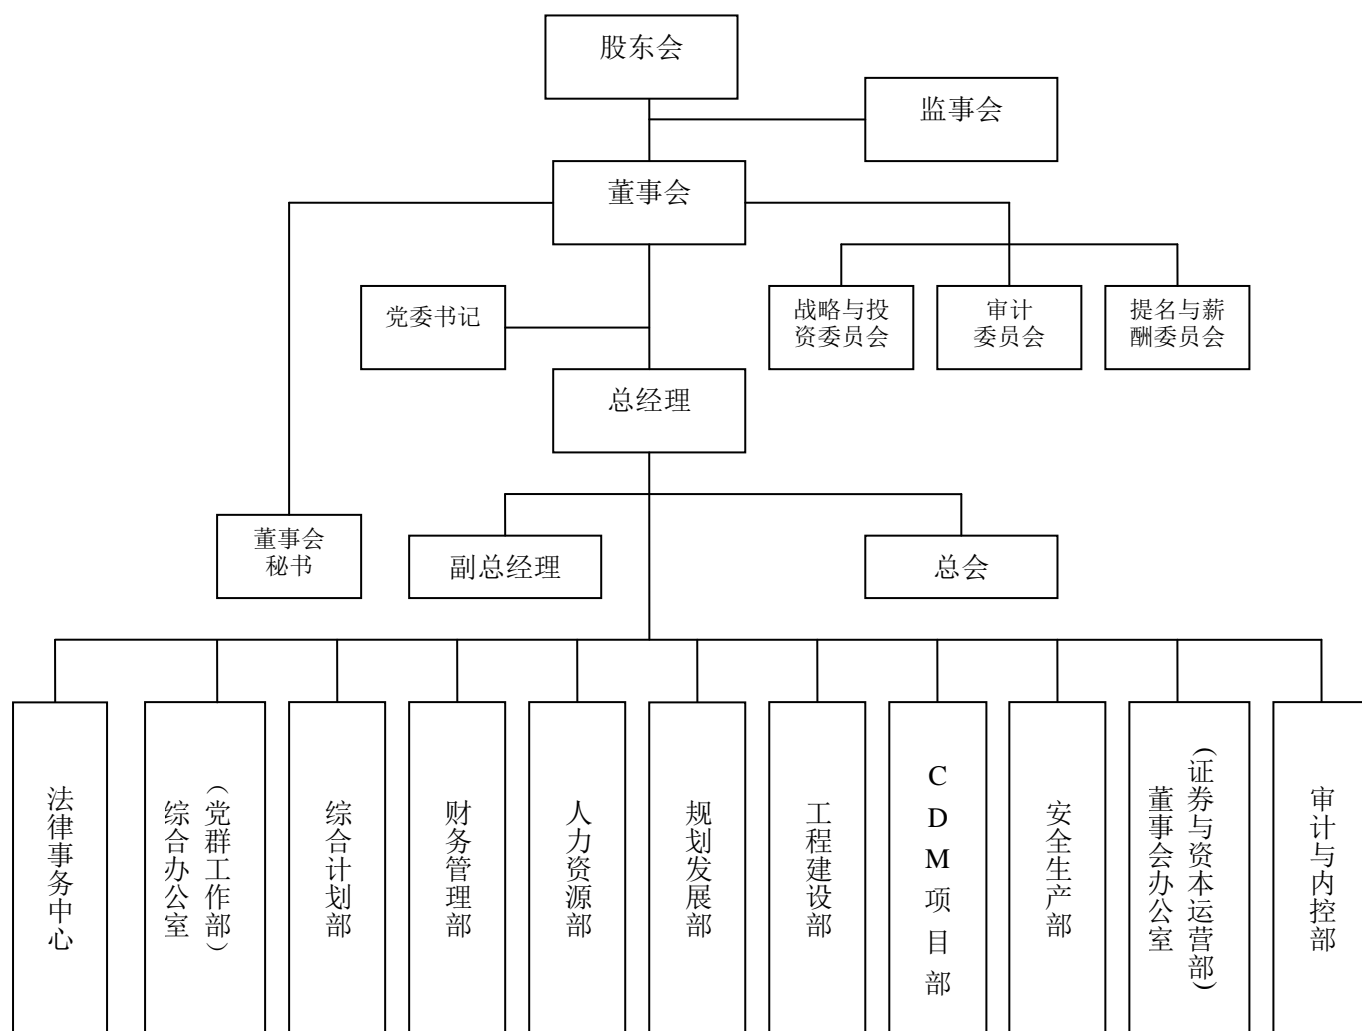 股东会
监事会
董事会
党委书记
战略与投
资委员会
审计
委员会
提名与薪
酬委员会
总经理
董事会
秘书
副总经理
总会
法律事务中心
综合办公室
(党群工作部)
综合计划部
财务管理部
人力资源部
规划发展部
工程建设部
CDM项目部
安全生产部
董事会办公室
(证券与资本运营部)
审计与内控部